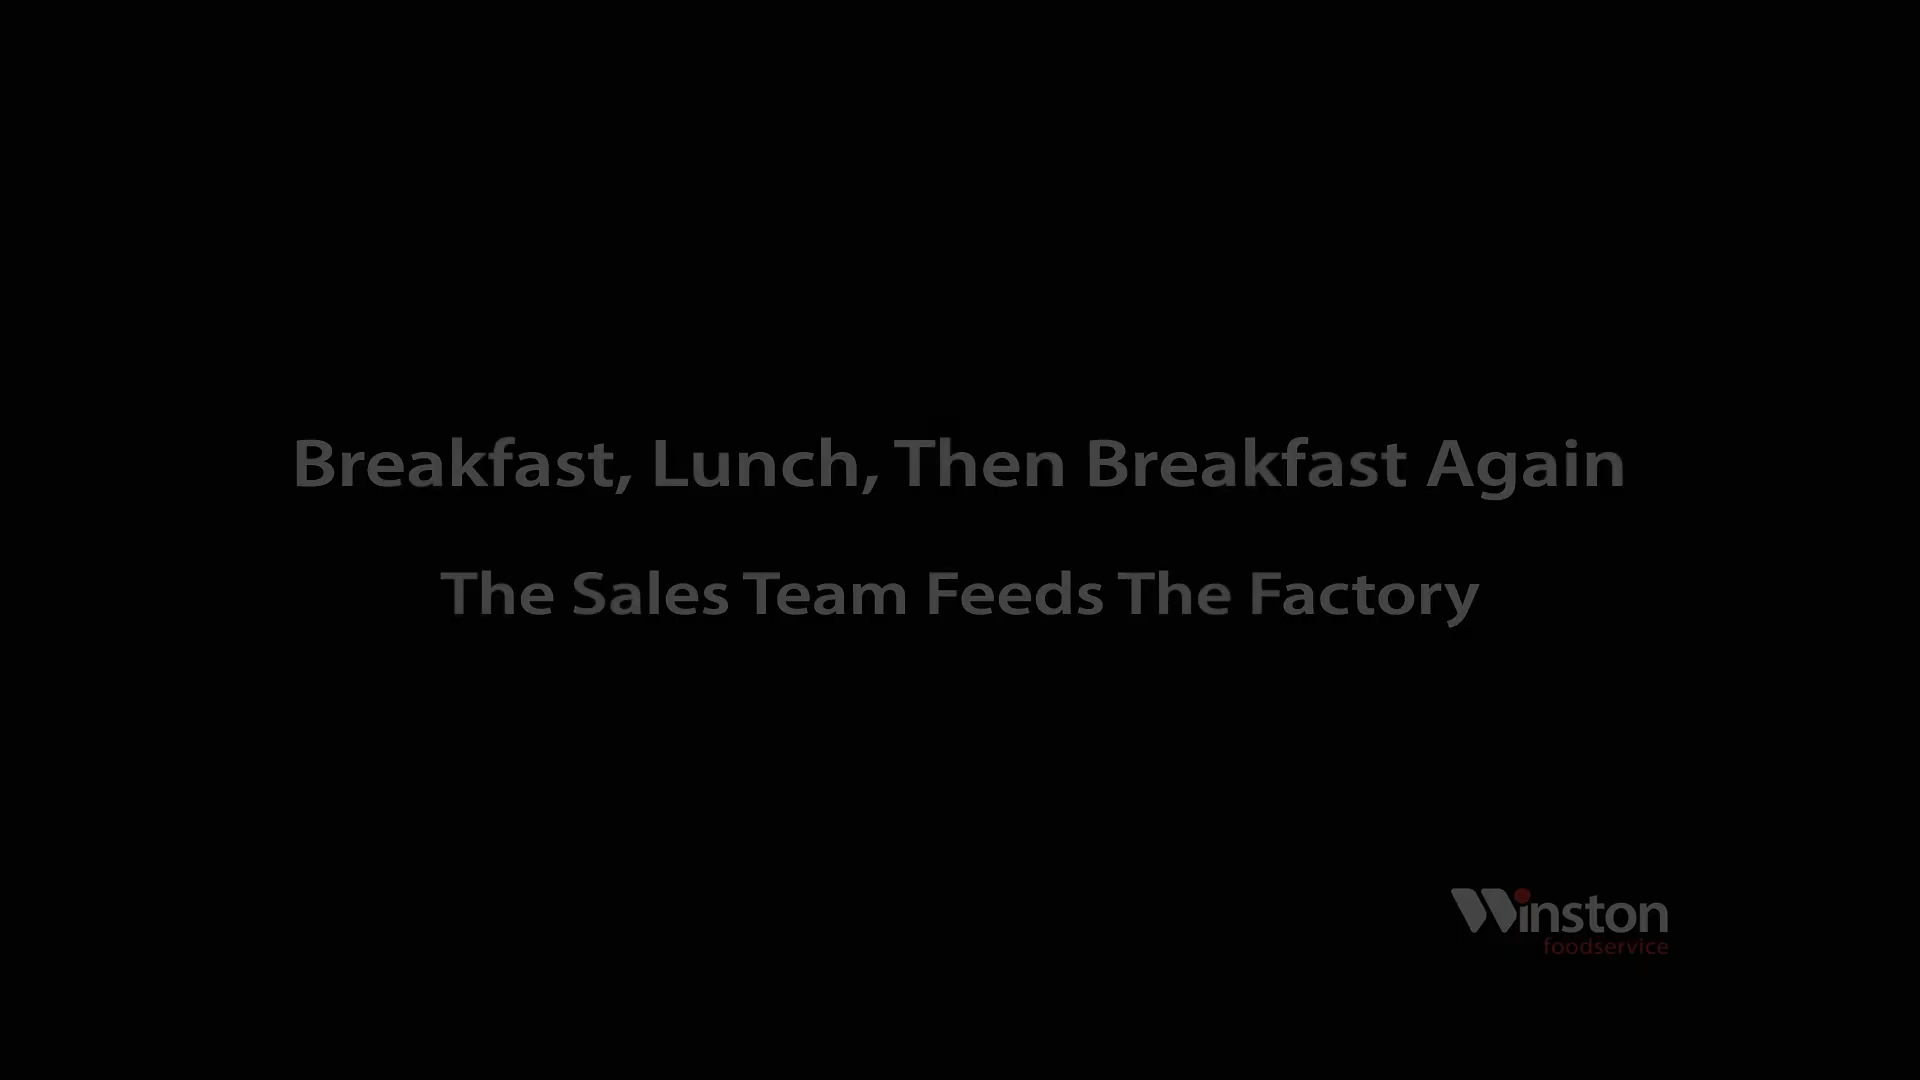 Breakfast, Lunch, Then Breakfast Again
The Sales Team Feeds The Factory
Winston
foodservice